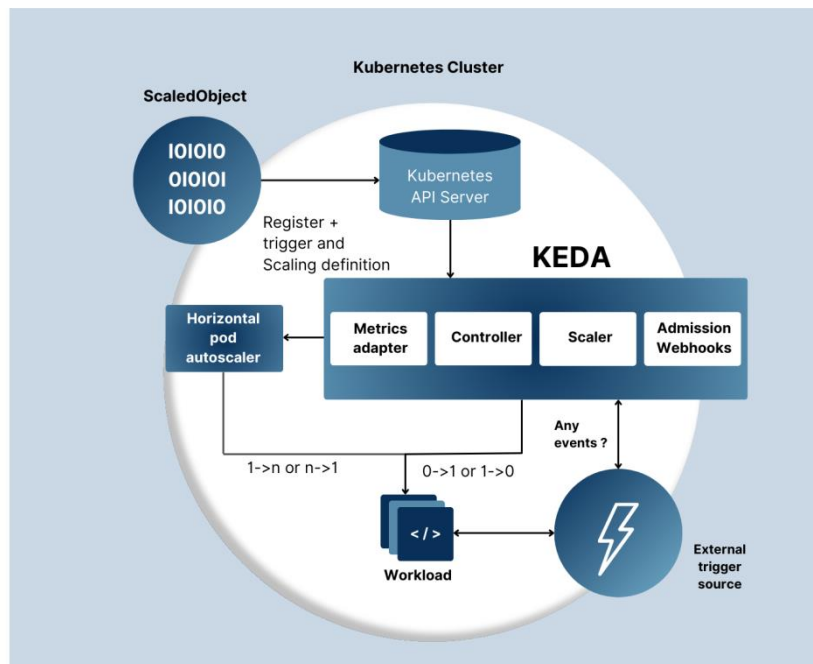 Kubernetes Cluster
ScaledObject
IOIOIO
OIOIOI
IOIOIO
Kubernetes
API Server
Register +
trigger and
Scaling definition
KEDA
Horizontal
pod
autoscaler
Metrics
adapter
Controller
Scaler
Admission
Webhooks
Any
events ?
1->n or n->1
0->1 or 1->0
< / >
Workload
External
trigger
source